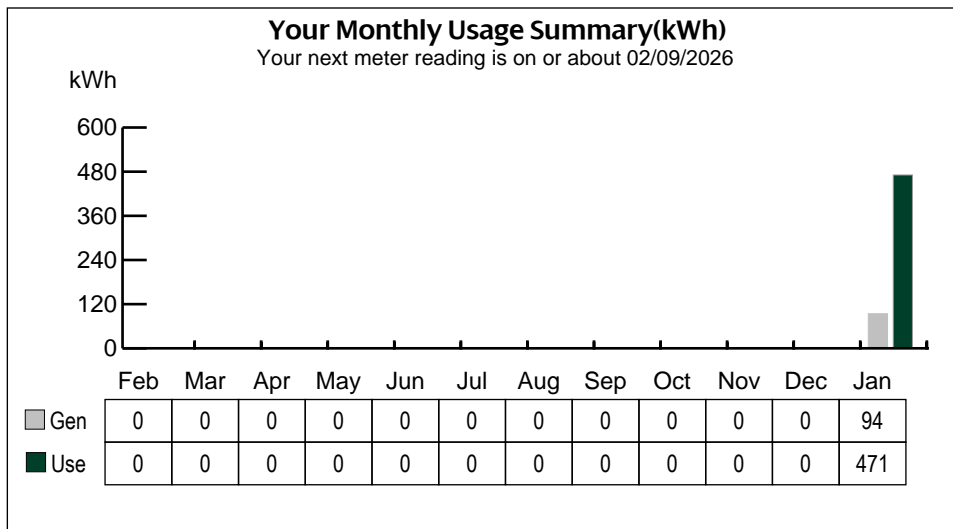 Your Monthly Usage Summary(kWh)
Your next meter reading is on or about 02/09/2026
kWh
600
480
360
240
120
0
Feb Mar Apr May Jun Jul Aug Sep Oct Nov Dec Jan
Gen 0 0 0 0 0 0 0 0 0 0 0 94
Use 0 0 0 0 0 0 0 0 0 0 0 471